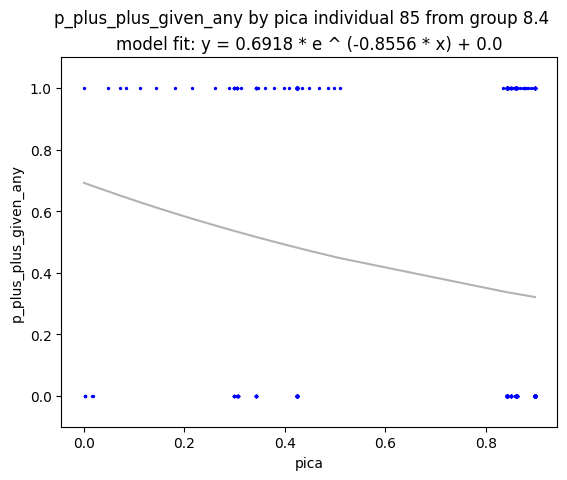 p_plus_plus_given_any by pica individual 85 from group 8.4
model fit: y = 0.6918 * e ^ (-0.8556 * x) + 0.0
p_plus_plus_given_any
1.0
0.8
0.6
0.4
0.2
0.0
0.0 0.2 0.4 0.6 0.8
pica